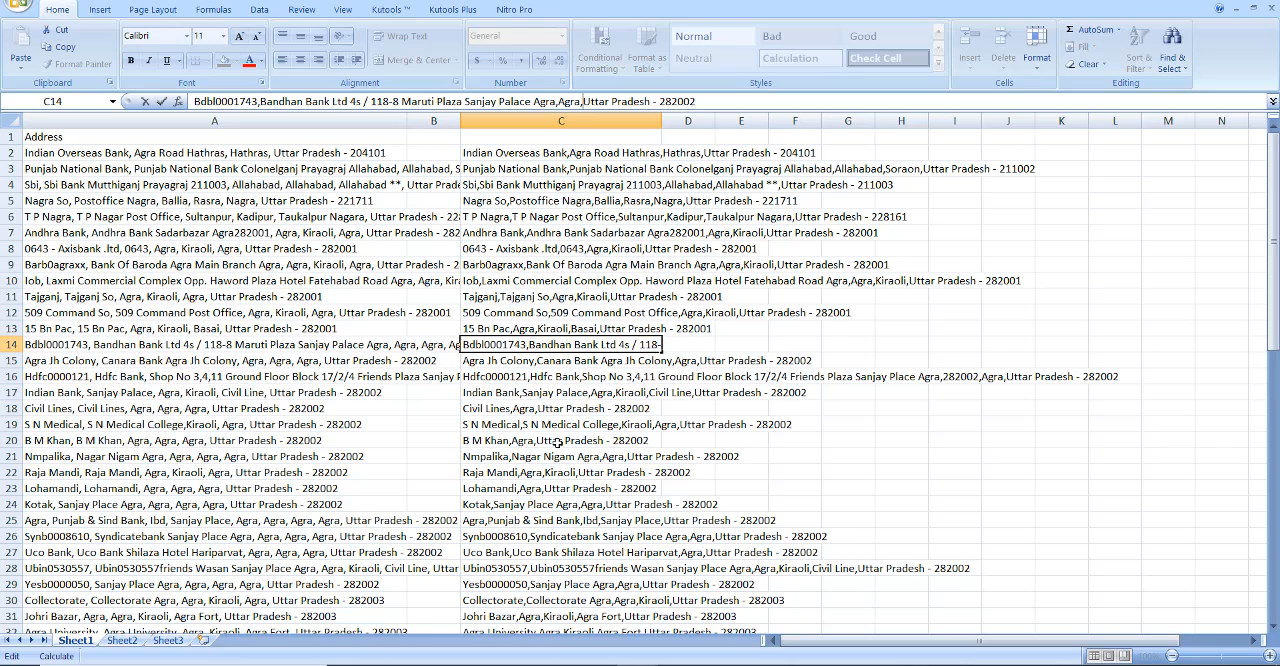 Home Insert Page Layout Formulas Data Review View Kutools ™ Kutools Plus Nitro Pro
Cut
Copy
Format Painter
Paste
Calibri 11
Wrap Text
Merge & Center
General
Conditional Formatting
Format as Table
Normal Bad Good
Neutral Calculation Check Cell
Insert Delete Format
AutoSum
Fill
Clear
Sort & Filter
Find & Select
Clipboard Font Alignment Number Styles Cells Editing
C14 Bdbl0001743,Bandhan Bank Ltd 4s / 118-8 Maruti Plaza Sanjay Palace Agra,Agra,Uttar Pradesh - 282002
A B C D E F G H I J K L M N
1 Address
2 Indian Overseas Bank, Agra Road Hathras, Hathras, Uttar Pradesh - 204101 Indian Overseas Bank,Agra Road Hathras,Hathras,Uttar Pradesh - 204101
3 Punjab National Bank, Punjab National Bank Colonelganj Prayagraj, Allahabad, Allahabad, S Punjab National Bank,Punjab National Bank Colonelganj Prayagraj,Allahabad,Allahabad,Soraon,Uttar Pradesh - 211002
4 Sbi, Sbi Bank Mutthiganj Prayagraj 211003, Allahabad, Allahabad, Allahabad **, Uttar Prade Sbi,Sbi Bank Mutthiganj Prayagraj 211003,Allahabad,Allahabad **,Uttar Pradesh - 211003
5 Nagra So, Postoffice Nagra, Ballia, Rasra, Nagra, Uttar Pradesh - 221711 Nagra So,Postoffice Nagra,Ballia,Rasra,Nagra,Uttar Pradesh - 221711
6 T P Nagra, T P Nagar Post Office, Sultanpur, Kadipur, Taukalpur Nagara, Uttar Pradesh - 228 T P Nagra,T P Nagar Post Office,Sultanpur,Kadipur,Taukalpur Nagara,Uttar Pradesh - 228161
7 Andhra Bank, Andhra Bank Sadarbazar Agra282001, Agra, Kiraoli, Agra, Uttar Pradesh - 282 Andhra Bank,Andhra Bank Sadarbazar Agra282001,Agra,Kiraoli,Uttar Pradesh - 282001
8 0643 - Axisbank .ltd, 0643, Agra, Kiraoli, Agra, Uttar Pradesh - 282001 0643 - Axisbank .ltd,0643,Agra,Kiraoli,Uttar Pradesh - 282001
9 Barb0agraxx, Bank Of Baroda Agra Main Branch Agra, Agra, Kiraoli, Agra, Uttar Pradesh - 2 Barb0agraxx,Bank Of Baroda Agra Main Branch Agra,Agra,Kiraoli,Uttar Pradesh - 282001
10 Iob, Laxmi Commercial Complex Opp. Haword Plaza Hotel Fatehabad Road Agra, Agra, Kira Iob,Laxmi Commercial Complex Opp. Haword Plaza Hotel Fatehabad Road Agra,Agra,Kiraoli,Uttar Pradesh - 282001
11 Tajganj, Tajganj So, Agra, Kiraoli, Agra, Uttar Pradesh - 282001 Tajganj,Tajganj So,Agra,Kiraoli,Uttar Pradesh - 282001
12 509 Command So, 509 Command Post Office, Agra, Kiraoli, Agra, Uttar Pradesh - 282001 509 Command So,509 Command Post Office,Agra,Kiraoli,Uttar Pradesh - 282001
13 15 Bn Pac, 15 Bn Pac, Agra, Kiraoli, Basai, Uttar Pradesh - 282001 15 Bn Pac,Agra,Kiraoli,Basai,Uttar Pradesh - 282001
14 Bdbl0001743, Bandhan Bank Ltd 4s / 118-8 Maruti Plaza Sanjay Palace Agra, Agra, Agra, Ag Bdbl0001743,Bandhan Bank Ltd 4s / 118-
15 Agra Jh Colony, Canara Bank Agra Jh Colony, Agra, Agra, Agra, Uttar Pradesh - 282002 Agra Jh Colony,Canara Bank Agra Jh Colony,Agra,Uttar Pradesh - 282002
16 Hdfc0000121, Hdfc Bank, Shop No 3,4,11 Ground Floor Block 17/2/4 Friends Plaza Sanjay P Hdfc0000121,Hdfc Bank,Shop No 3,4,11 Ground Floor Block 17/2/4 Friends Plaza Sanjay Place Agra,282002,Agra,Uttar Pradesh - 282002
17 Indian Bank, Sanjay Palace, Agra, Kiraoli, Civil Line, Uttar Pradesh - 282002 Indian Bank,Sanjay Palace,Agra,Kiraoli,Civil Line,Uttar Pradesh - 282002
18 Civil Lines, Civil Lines, Agra, Agra, Agra, Uttar Pradesh - 282002 Civil Lines,Agra,Uttar Pradesh - 282002
19 S N Medical, S N Medical College,Kiraoli, Agra, Uttar Pradesh - 282002 S N Medical,S N Medical College,Kiraoli,Agra,Uttar Pradesh - 282002
20 B M Khan, B M Khan, Agra, Agra, Agra, Uttar Pradesh - 282002 B M Khan,Agra,Uttar Pradesh - 282002
21 Nmpalika, Nagar Nigam Agra, Agra, Agra, Agra, Uttar Pradesh - 282002 Nmpalika,Nagar Nigam Agra,Agra,Uttar Pradesh - 282002
22 Raja Mandi, Raja Mandi, Agra, Kiraoli, Agra, Uttar Pradesh - 282002 Raja Mandi,Agra,Kiraoli,Uttar Pradesh - 282002
23 Lohamandi, Lohamandi, Agra, Agra, Agra, Uttar Pradesh - 282002 Lohamandi,Agra,Uttar Pradesh - 282002
24 Kotak, Sanjay Place Agra, Agra, Agra, Agra, Uttar Pradesh - 282002 Kotak,Sanjay Place Agra,Agra,Uttar Pradesh - 282002
25 Agra, Punjab & Sind Bank, Ibd, Sanjay Place, Agra, Agra, Agra, Uttar Pradesh - 282002 Agra,Punjab & Sind Bank,Ibd,Sanjay Place,Uttar Pradesh - 282002
26 Synb0008610, Syndicatebank Sanjay Place Agra, Agra, Agra, Agra, Uttar Pradesh - 282002 Synb0008610,Syndicatebank Sanjay Place Agra,Agra,Uttar Pradesh - 282002
27 Uco Bank, Uco Bank Shilaza Hotel Hariparvat, Agra, Agra, Agra, Uttar Pradesh - 282002 Uco Bank,Uco Bank Shilaza Hotel Hariparvat,Agra,Uttar Pradesh - 282002
28 Ubin0530557, Ubin0530557friends Wasan Sanjay Place Agra, Agra, Kiraoli, Civil Line, Uttar Ubin0530557,Ubin0530557friends Wasan Sanjay Place Agra,Agra,Kiraoli,Civil Line,Uttar Pradesh - 282002
29 Yesb0000050, Sanjay Place Agra, Agra, Kiraoli, Agra, Uttar Pradesh - 282002 Yesb0000050,Sanjay Place Agra,Agra,Uttar Pradesh - 282002
30 Collectorate, Collectorate Agra, Agra, Kiraoli, Agra, Uttar Pradesh - 282003 Collectorate,Collectorate Agra,Agra,Kiraoli,Uttar Pradesh - 282003
31 Johri Bazar, Agra, Kiraoli, Agra Fort, Uttar Pradesh - 282003 Johri Bazar,Agra,Kiraoli,Agra Fort,Uttar Pradesh - 282003
32 Agra University, Agra University, Agra, Kiraoli, Agra Fort, Uttar Pradesh - 282003
Sheet1 Sheet2 Sheet3
Edit Calculate